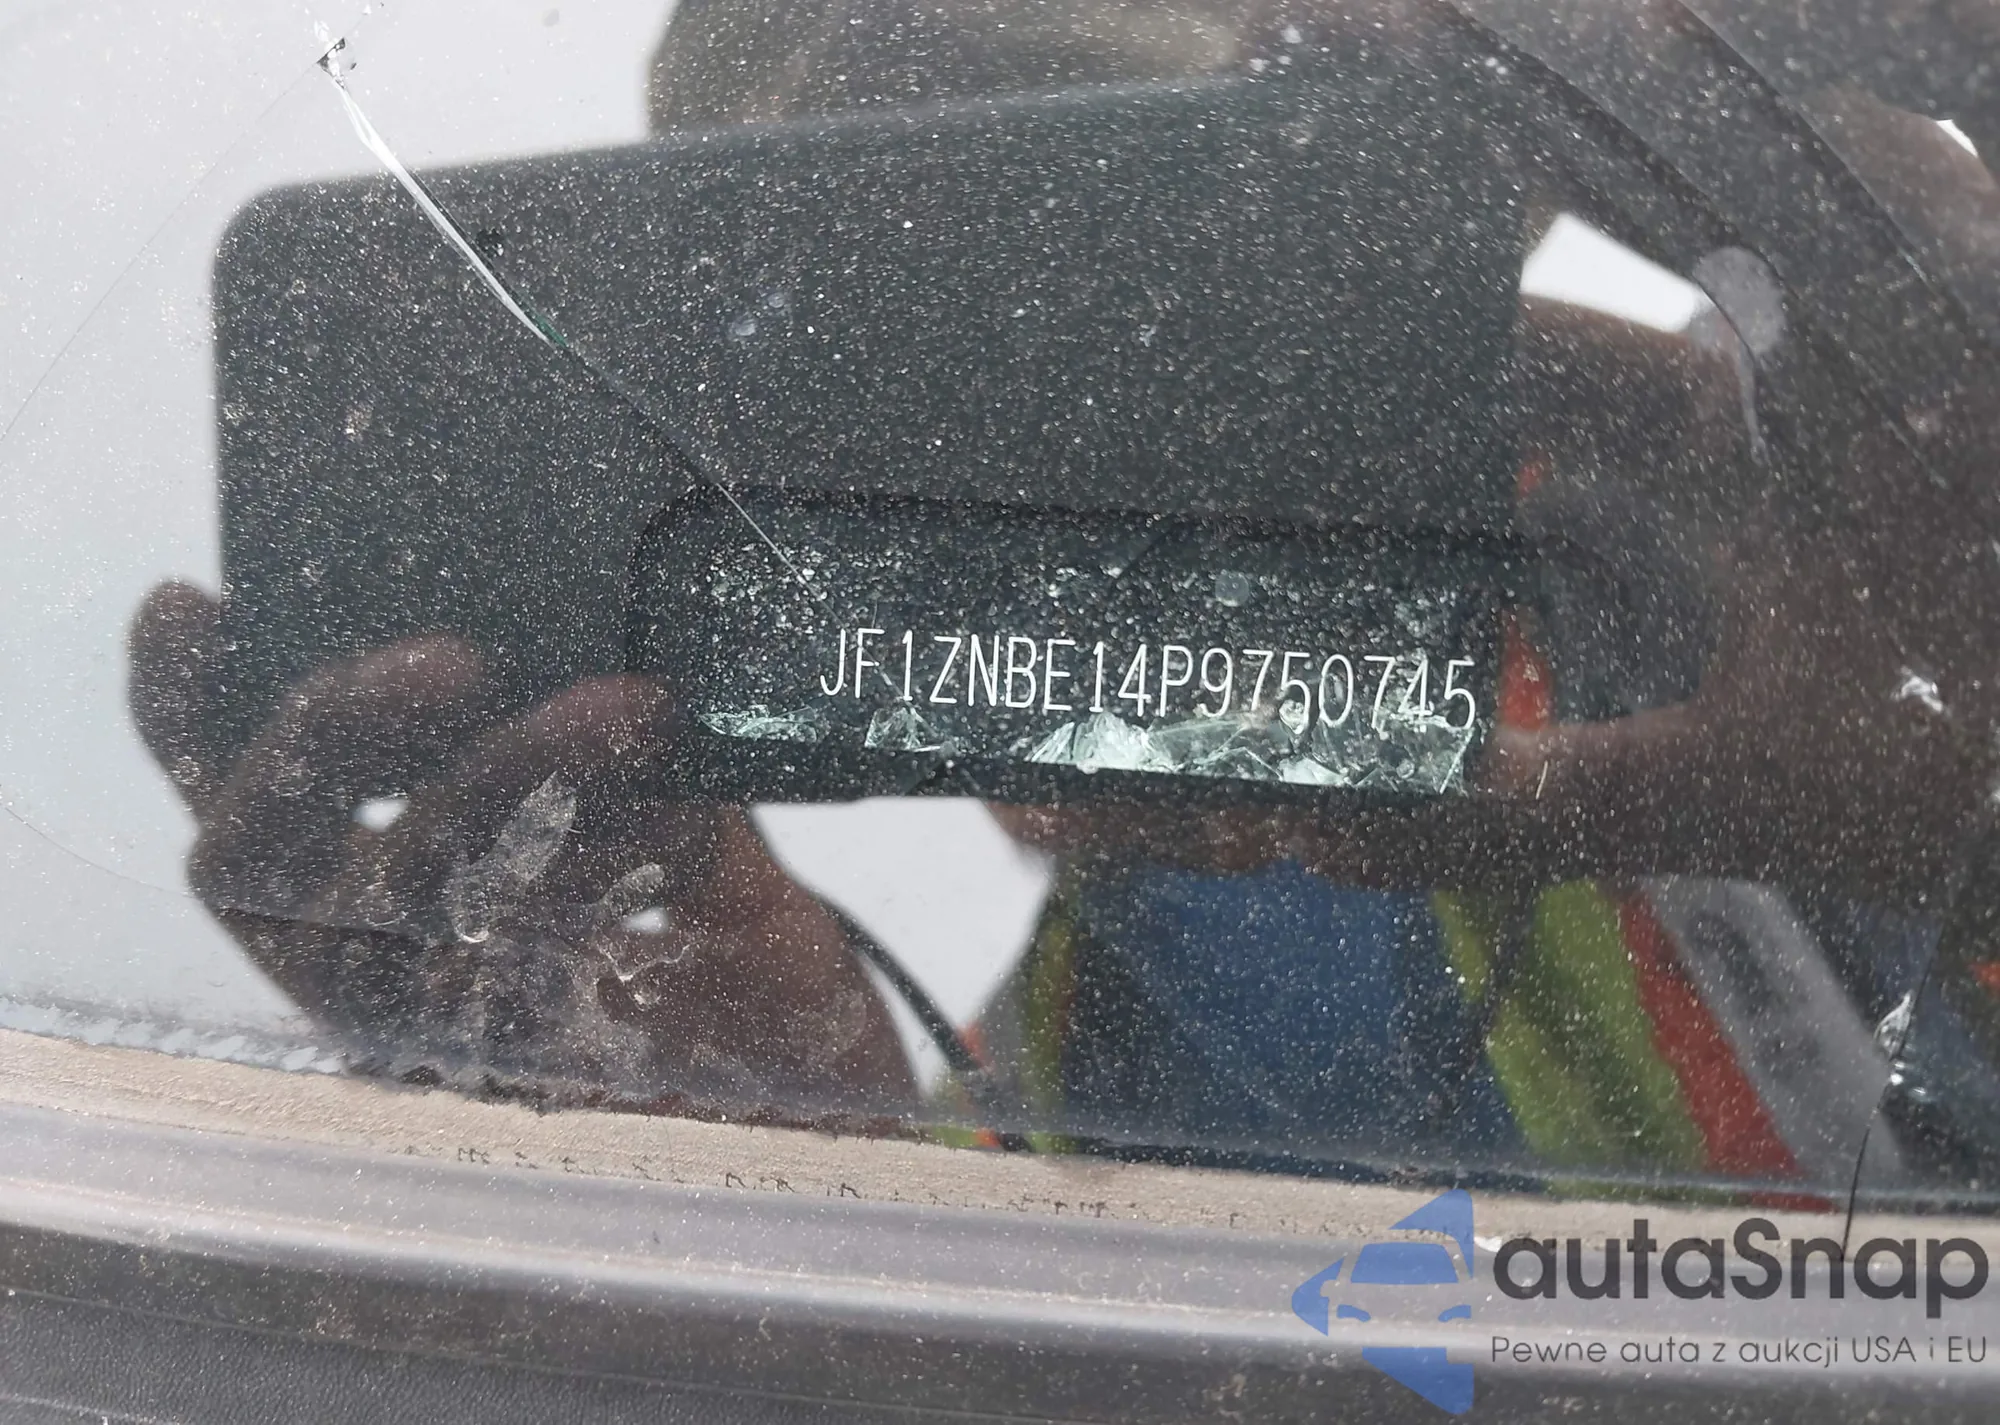 JF1ZNBE14P9750745
autaSnap
Pewne auta z aukcji USA i EU